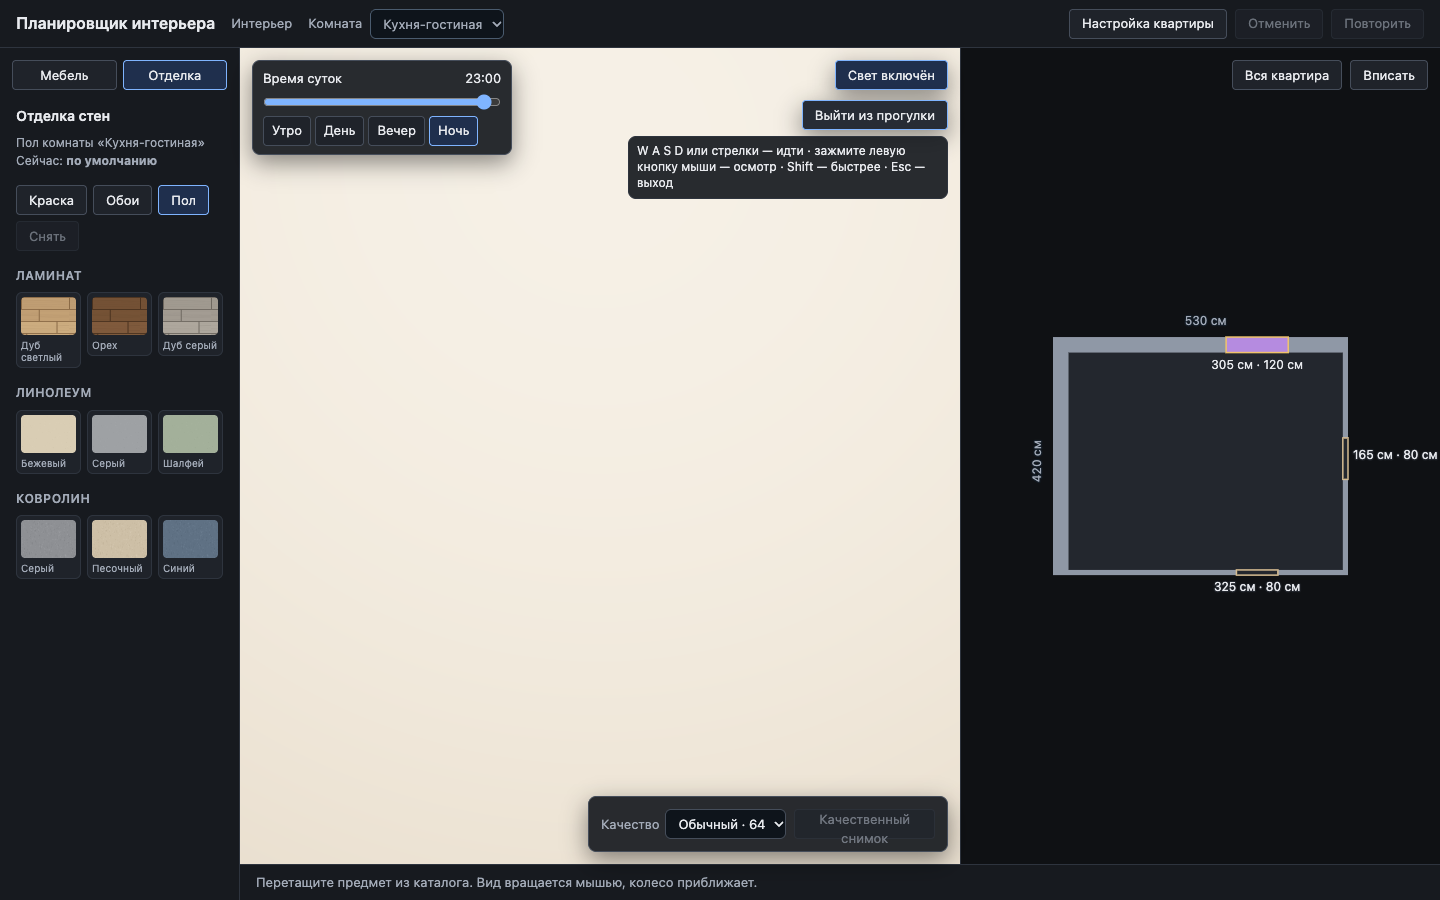 Планировщик интерьера
Интерьер
Комната
Кухня-гостиная
Настройка квартиры
Отменить
Повторить
Мебель
Отделка
Отделка стен
Пол комнаты «Кухня-гостиная»
Сейчас: по умолчанию
Краска
Обои
Пол
Снять
ЛАМИНАТ
Дуб
светлый
Орех
Дуб серый
ЛИНОЛЕУМ
Бежевый
Серый
Шалфей
КОВРОЛИН
Серый
Песочный
Синий
Время суток
23:00
Утро
День
Вечер
Ночь
Свет включён
Выйти из прогулки
W A S D или стрелки — идти · зажмите левую
кнопку мыши — осмотр · Shift — быстрее · Esc —
выход
Качество
Обычный · 64
Качественный
снимок
Вся квартира
Вписать
530 см
305 см · 120 см
420 см
165 см · 80 см
325 см · 80 см
Перетащите предмет из каталога. Вид вращается мышью, колесо приближает.